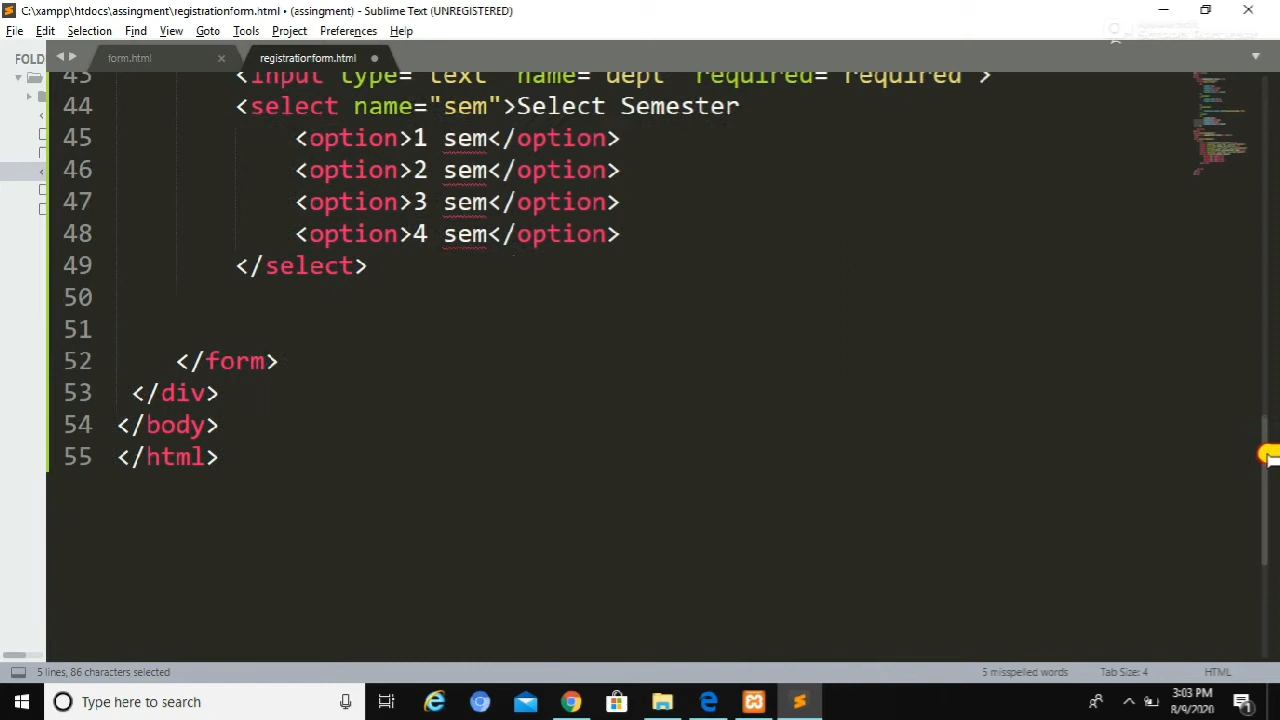 C:\xampp\htdocs\assingment\registrationform.html • (assingment) - Sublime Text (UNREGISTERED)
File Edit Selection Find View Goto Tools Project Preferences Help
FOLD
form.html
registrationform.html
43 <input type="text" name="dept" required="required">
44 <select name="sem">Select Semester
45 <option>1 sem</option>
46 <option>2 sem</option>
47 <option>3 sem</option>
48 <option>4 sem</option>
49 </select>
50
51
52 </form>
53 </div>
54 </body>
55 </html>
5 lines, 86 characters selected
5 misspelled words
Tab Size: 4
HTML
Type here to search
3:03 PM
8/9/2020
1